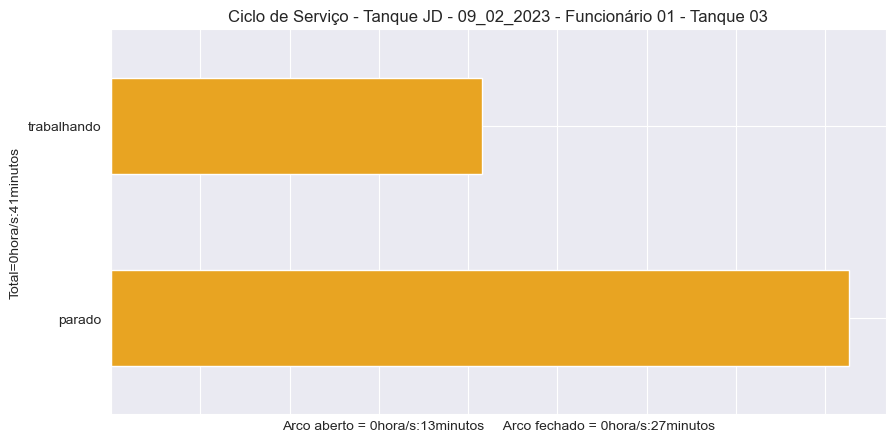 Ciclo de Serviço - Tanque JD - 09_02_2023 - Funcionário 01 - Tanque 03
Total=0hora/s:41minutos
trabalhando
parado
Arco aberto = 0hora/s:13minutos Arco fechado = 0hora/s:27minutos